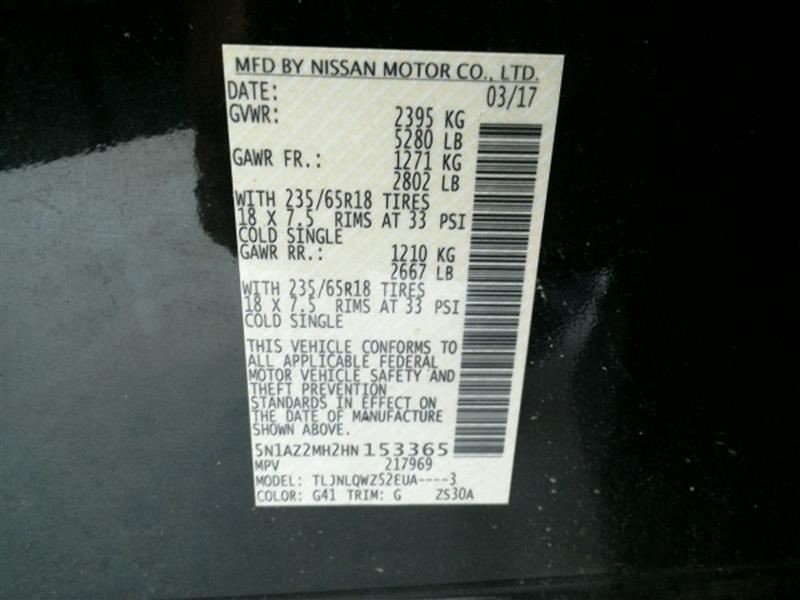 MFD BY NISSAN MOTOR CO., LTD.
DATE: 03/17
GVWR: 2395 KG
5280 LB
GAWR FR.: 1271 KG
2802 LB
WITH 235/65R18 TIRES
18 X 7.5 RIMS AT 33 PSI
COLD SINGLE
GAWR RR.: 1210 KG
2667 LB
WITH 235/65R18 TIRES
18 X 7.5 RIMS AT 33 PSI
COLD SINGLE
THIS VEHICLE CONFORMS TO
ALL APPLICABLE FEDERAL
MOTOR VEHICLE SAFETY AND
THEFT PREVENTION
STANDARDS IN EFFECT ON
THE DATE OF MANUFACTURE
SHOWN ABOVE.
5N1AZ2MH2HN153365
MPV 217969
MODEL: TLJNLQWZ52EUA----3
COLOR: G41 TRIM: G ZS30A